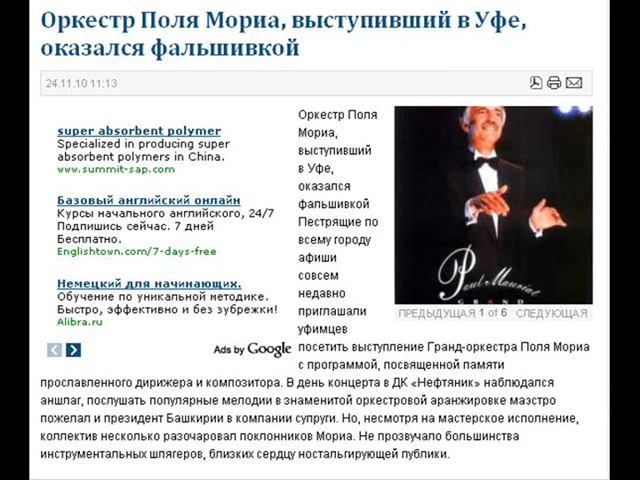 Оркестр Поля Мориа, выступивший в Уфе,
оказался фальшивкой
24.11.10 11:13
super absorbent polymer
Specialized in producing super
absorbent polymers in China.
www.summit-sap.com
Базовый английский онлайн
Курсы начального английского, 24/7
Подпишись сейчас. 7 дней
Бесплатно.
Englishtown.com/7-days-free
Немецкий для начинающих.
Обучение по уникальной методике.
Быстро, эффективно и без зубрежки!
Alibra.ru
Ads by Google
Оркестр Поля
Мориа,
выступивший
в Уфе,
оказался
фальшивкой
Пестрящие по
всему городу
афиши
совсем
недавно
приглашали
уфимцев
Paul Mauriat
GRAND
ПРЕДЫДУЩАЯ 1 of 6 СЛЕДУЮЩАЯ
посетить выступление Гранд-оркестра Поля Мориа
с программой, посвященной памяти
прославленного дирижера и композитора. В день концерта в ДК «Нефтяник» наблюдался
аншлаг, послушать популярные мелодии в знаменитой оркестровой аранжировке маэстро
пожелал и президент Башкирии в компании супруги. Но, несмотря на мастерское исполнение,
коллектив несколько разочаровал поклонников Мориа. Не прозвучало большинства
инструментальных шлягеров, близких сердцу ностальгирующей публики.